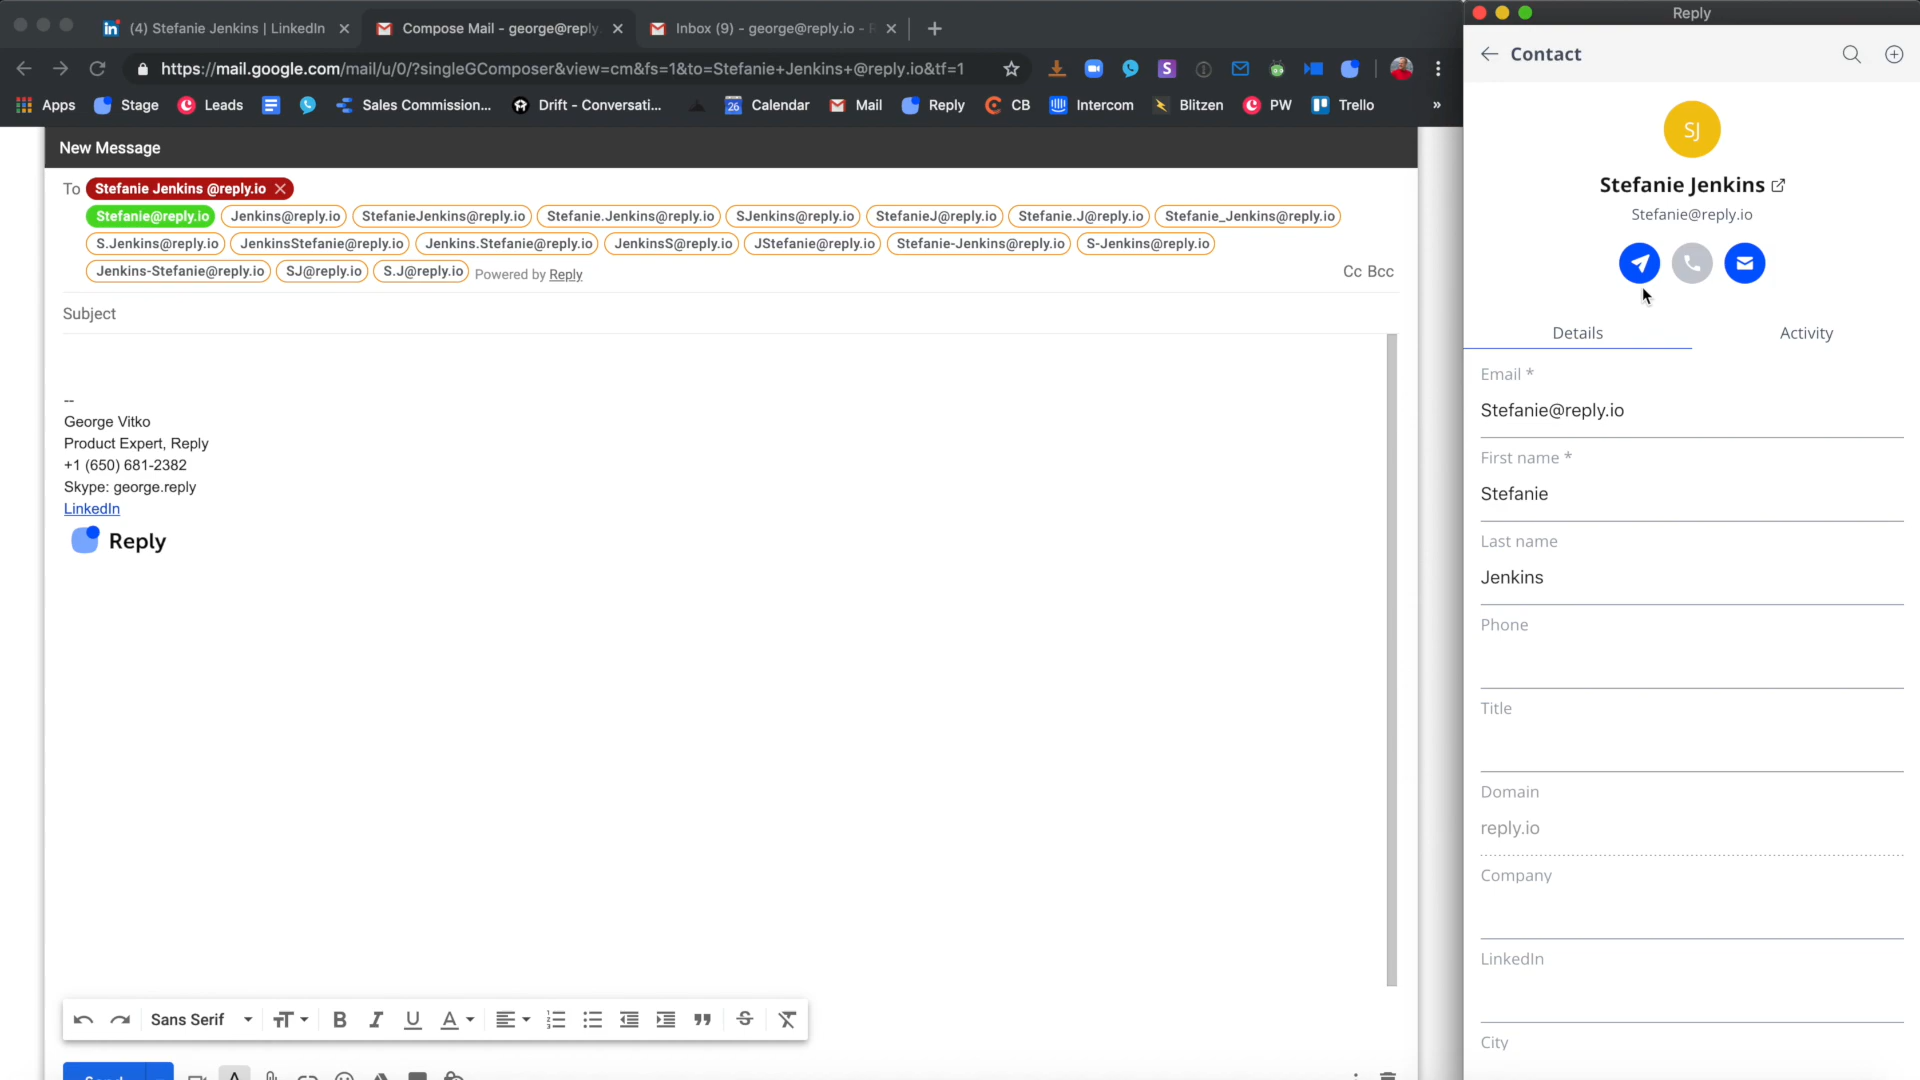 (4) Stefanie Jenkins | LinkedIn
Compose Mail - george@reply.
Inbox (9) - george@reply.io -
Reply
https://mail.google.com/mail/u/0/?singleGComposer&view=cm&fs=1&to=Stefanie+Jenkins+@reply.io&tf=1
Apps Stage Leads Sales Commission... Drift - Conversati... 26 Calendar Mail Reply CB Intercom Blitzen PW Trello »
New Message
To Stefanie Jenkins @reply.io
Stefanie@reply.io Jenkins@reply.io StefanieJenkins@reply.io Stefanie.Jenkins@reply.io SJenkins@reply.io StefanieJ@reply.io Stefanie.J@reply.io Stefanie_Jenkins@reply.io
S.Jenkins@reply.io JenkinsStefanie@reply.io Jenkins.Stefanie@reply.io JenkinsS@reply.io JStefanie@reply.io Stefanie-Jenkins@reply.io S-Jenkins@reply.io
Jenkins-Stefanie@reply.io SJ@reply.io S.J@reply.io Powered by Reply
Cc Bcc
Subject
--
George Vitko
Product Expert, Reply
+1 (650) 681-2382
Skype: george.reply
LinkedIn
Reply
Sans Serif
Contact
SJ
Stefanie Jenkins
Stefanie@reply.io
Details Activity
Email *
Stefanie@reply.io
First name *
Stefanie
Last name
Jenkins
Phone
Title
Domain
reply.io
Company
LinkedIn
City